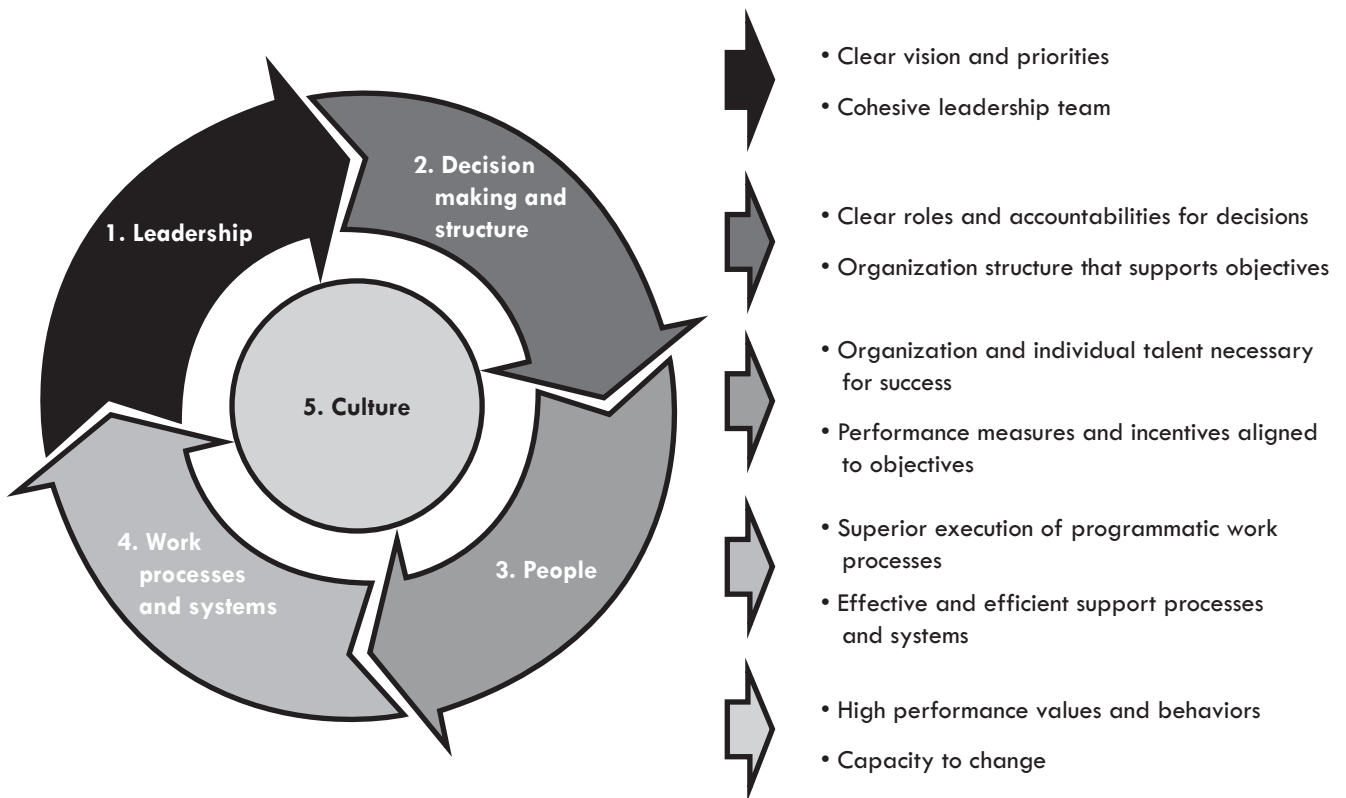 1. Leadership
2. Decision
making and
structure
3. People
4. Work
processes
and systems
5. Culture
• Clear vision and priorities
• Cohesive leadership team
• Clear roles and accountabilities for decisions
• Organization structure that supports objectives
• Organization and individual talent necessary
for success
• Performance measures and incentives aligned
to objectives
• Superior execution of programmatic work
processes
• Effective and efficient support processes
and systems
• High performance values and behaviors
• Capacity to change